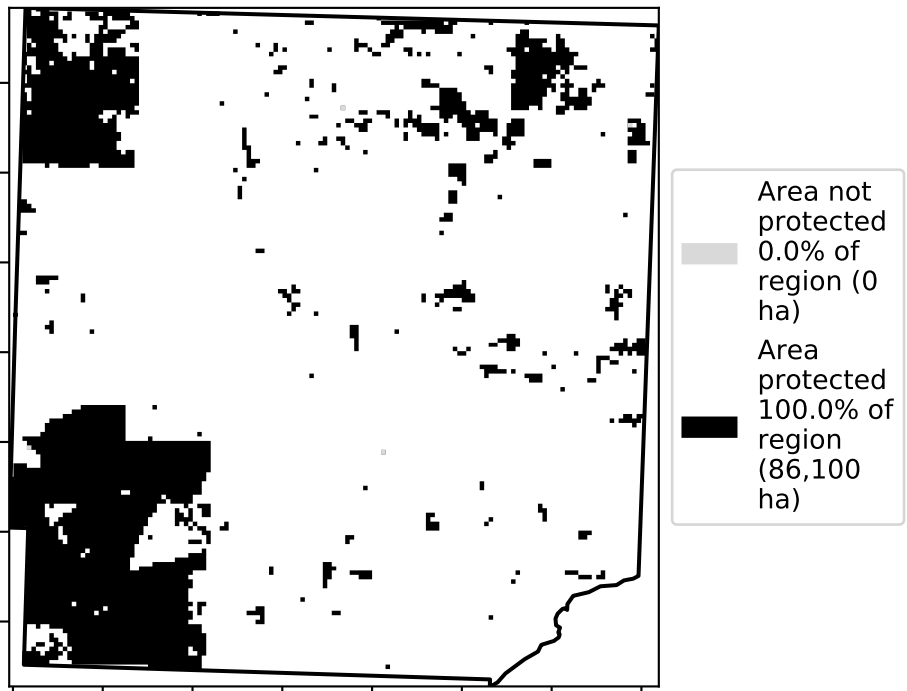 Area not
protected
0.0% of
region (0
ha)
Area
protected
100.0% of
region
(86,100
ha)